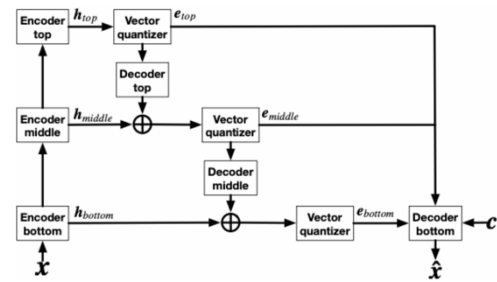 Encoder
top
h_top
Vector
quantizer
e_top
Decoder
top
Encoder
middle
h_middle
Vector
quantizer
e_middle
Decoder
middle
Encoder
bottom
h_bottom
Vector
quantizer
e_bottom
Decoder
bottom
c
x
x̂